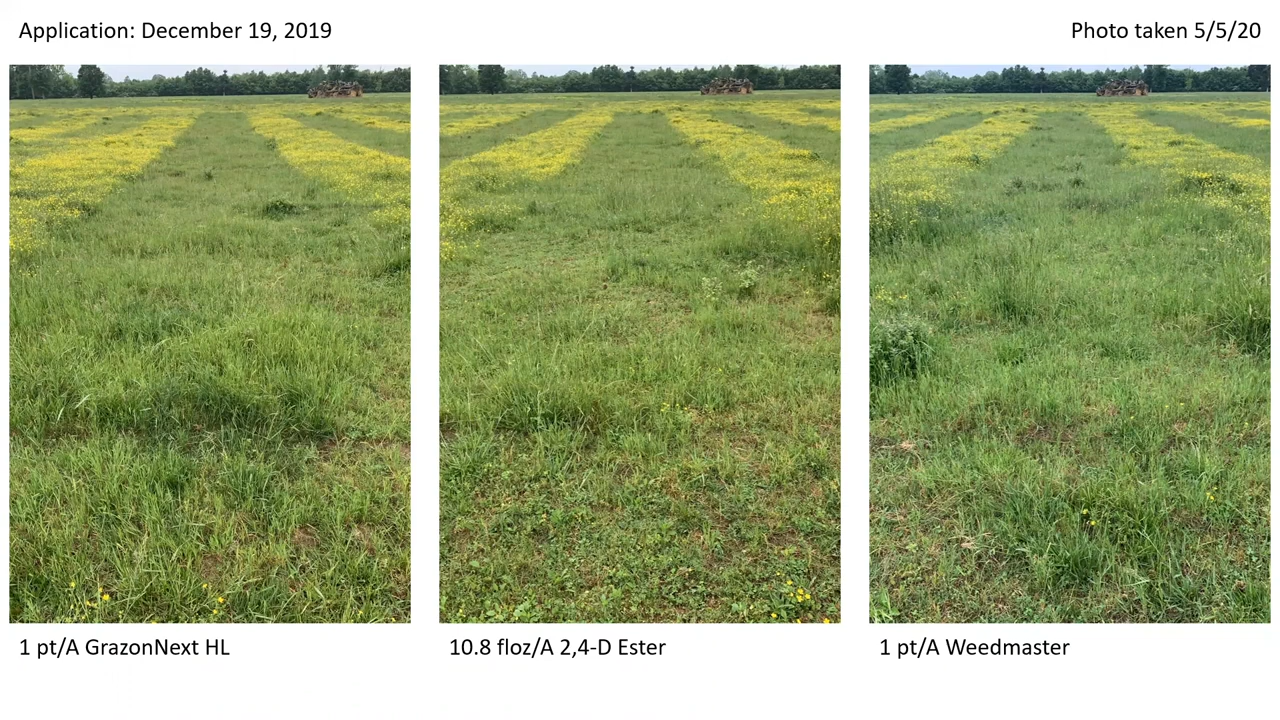 Application: December 19, 2019
Photo taken 5/5/20
1 pt/A GrazonNext HL
10.8 floz/A 2,4-D Ester
1 pt/A Weedmaster